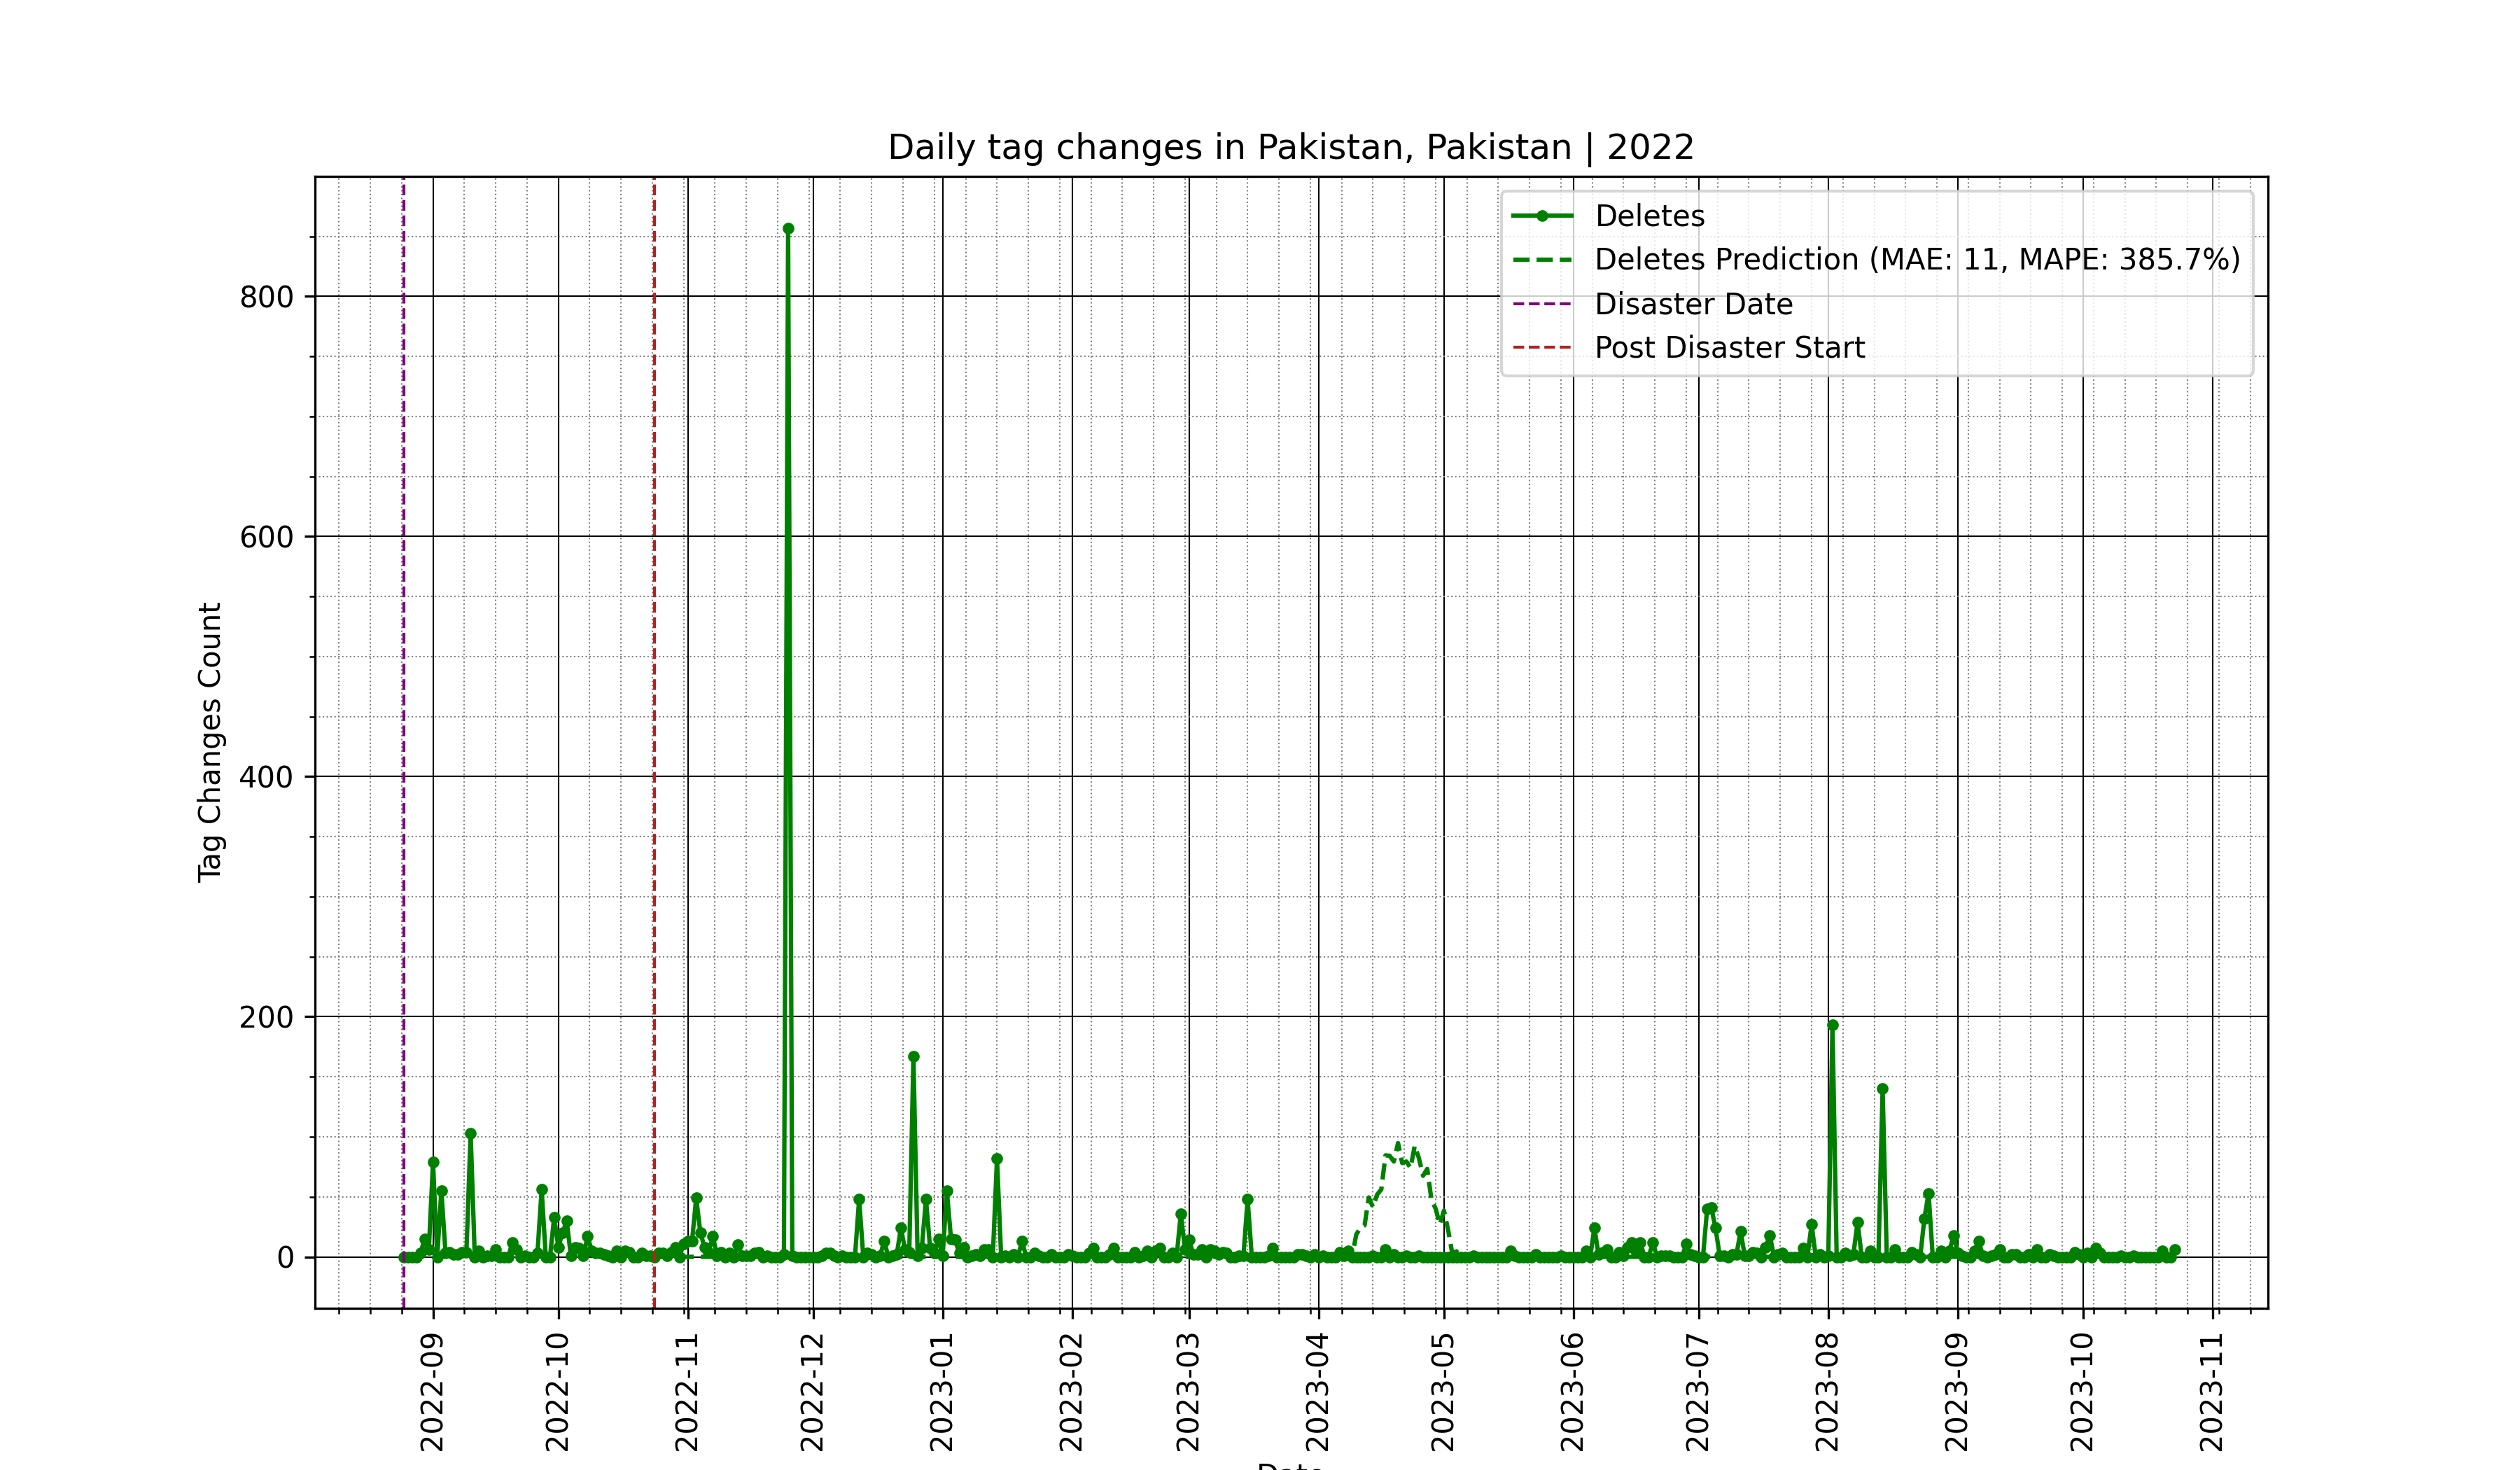 Daily tag changes in Pakistan, Pakistan | 2022
Deletes
Deletes Prediction (MAE: 11, MAPE: 385.7%)
Disaster Date
Post Disaster Start
Tag Changes Count
800
600
400
200
0
2022-09
2022-10
2022-11
2022-12
2023-01
2023-02
2023-03
2023-04
2023-05
2023-06
2023-07
2023-08
2023-09
2023-10
2023-11
Date